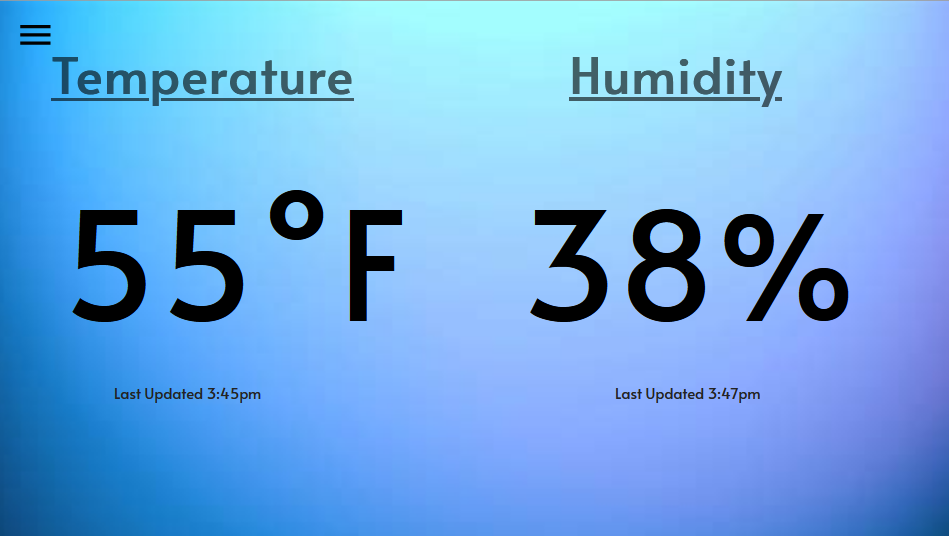 Temperature
Humidity
55°F
38%
Last Updated 3:45pm
Last Updated 3:47pm